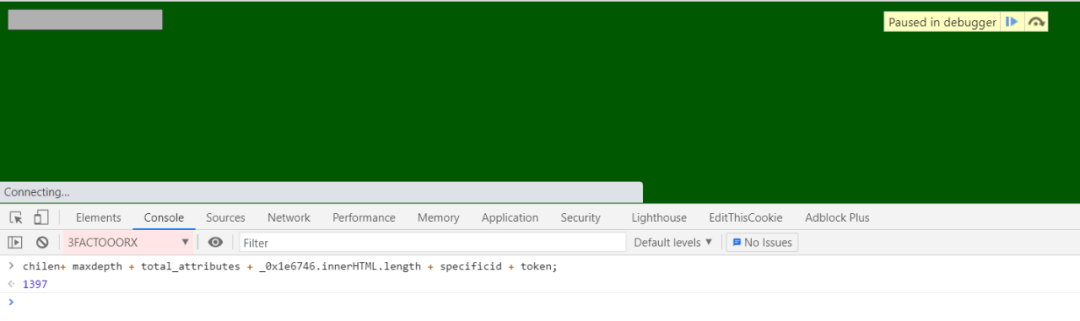 Paused in debugger
Connecting...
Elements Console Sources Network Performance Memory Application Security Lighthouse EditThisCookie Adblock Plus
3FACTOOORX ▼ Filter Default levels ▼ No Issues
> chilen+ maxdepth + total_attributes + _0x1e6746.innerHTML.length + specificid + token;
< 1397
>